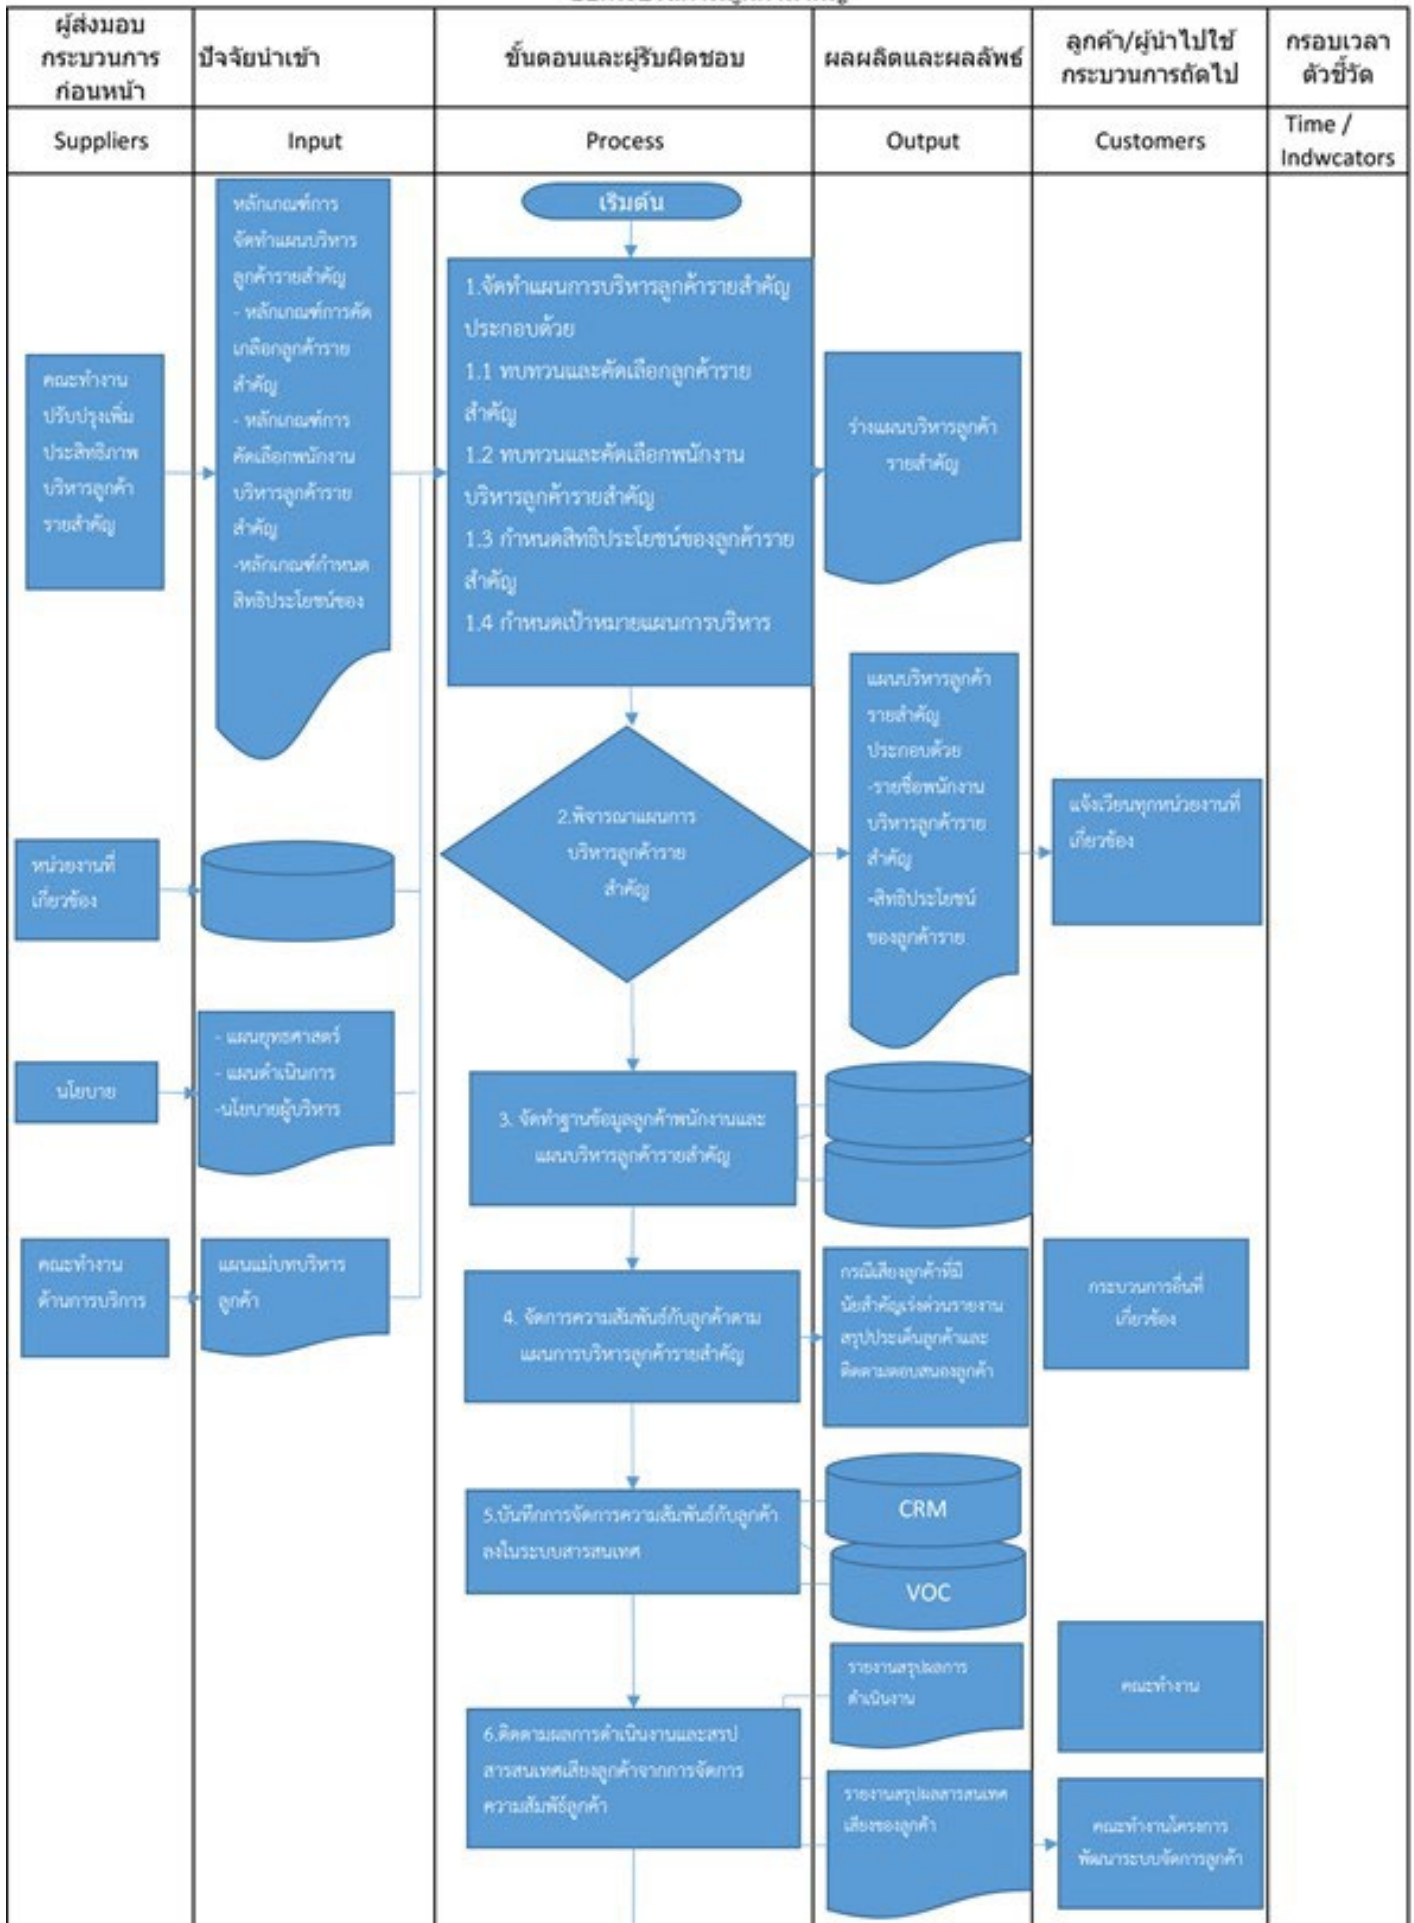 ผู้ส่งมอบ
กระบวนการ
ก่อนหน้า
ปัจจัยนำเข้า
ขั้นตอนและผู้รับผิดชอบ
ผลผลิตและผลลัพธ์
ลูกค้า/ผู้นำไปใช้
กระบวนการถัดไป
กรอบเวลา
ตัวชี้วัด
Suppliers
Input
Process
Output
Customers
Time /
Indwcators
คณะทำงาน
ปรับปรุงเพิ่ม
ประสิทธิภาพ
บริหารลูกค้า
รายสำคัญ
หลักเกณฑ์การ
จัดทำแผนบริหาร
ลูกค้ารายสำคัญ
- หลักเกณฑ์การคัด
เกลือกลูกค้าราย
สำคัญ
- หลักเกณฑ์การ
คัดเลือกพนักงาน
บริหารลูกค้าราย
สำคัญ
-หลักเกณฑ์กำหนด
สิทธิประโยชน์ของ
เริ่มต้น
1.จัดทำแผนการบริหารลูกค้ารายสำคัญ
ประกอบด้วย
1.1 ทบทวนและคัดเลือกลูกค้าราย
สำคัญ
1.2 ทบทวนและคัดเลือกพนักงาน
บริหารลูกค้ารายสำคัญ
1.3 กำหนดสิทธิประโยชน์ของลูกค้าราย
สำคัญ
1.4 กำหนดเป้าหมายแผนการบริหาร
ร่างแผนบริหารลูกค้า
รายสำคัญ
หน่วยงานที่
เกี่ยวข้อง
2.พิจารณาแผนการ
บริหารลูกค้าราย
สำคัญ
แผนบริหารลูกค้า
รายสำคัญ
ประกอบด้วย
-รายชื่อพนักงาน
บริหารลูกค้าราย
สำคัญ
-สิทธิประโยชน์
ของลูกค้าราย
แจ้งเวียนทุกหน่วยงานที่
เกี่ยวข้อง
นโยบาย
- แผนยุทธศาสตร์
- แผนดำเนินการ
-นโยบายผู้บริหาร
3. จัดทำฐานข้อมูลลูกค้าพนักงานและ
แผนบริหารลูกค้ารายสำคัญ
คณะทำงาน
ด้านการบริการ
แผนแม่บทบริหาร
ลูกค้า
4. จัดการความสัมพันธ์กับลูกค้าตาม
แผนการบริหารลูกค้ารายสำคัญ
กรณีเสียงลูกค้าที่มี
นัยสำคัญเร่งด่วนรายงาน
สรุปประเด็นลูกค้าและ
ติดตามตอบสนองลูกค้า
กระบวนการอื่นที่
เกี่ยวข้อง
5.บันทึกการจัดการความสัมพันธ์กับลูกค้า
ลงในระบบสารสนเทศ
CRM
VOC
6.ติดตามผลการดำเนินงานและสรุป
สารสนเทศเสียงลูกค้าจากการจัดการ
ความสัมพัธ์ลูกค้า
รายงานสรุปผลการ
ดำเนินงาน
คณะทำงาน
รายงานสรุปผลสารสนเทศ
เสียงของลูกค้า
คณะทำงานโครงการ
พัฒนาระบบจัดการลูกค้า